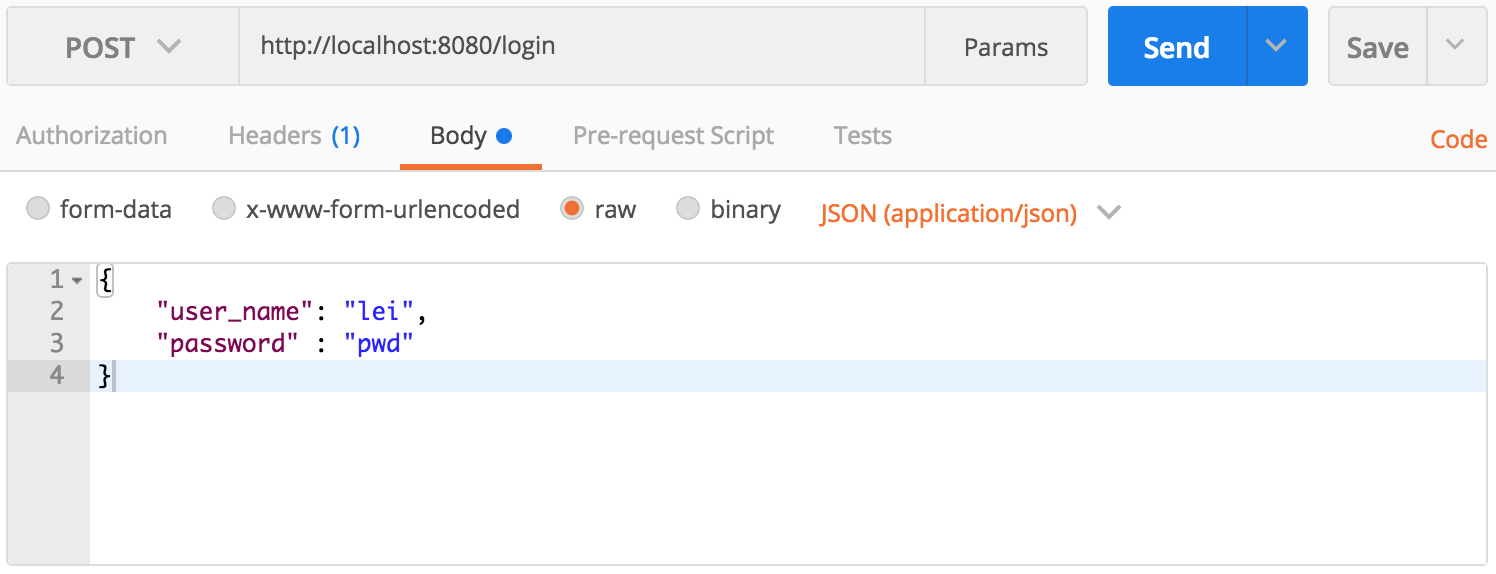 POST http://localhost:8080/login Params Send Save
Authorization Headers (1) Body Pre-request Script Tests Code
form-data x-www-form-urlencoded raw binary JSON (application/json)
1 {
2 "user_name": "lei",
3 "password" : "pwd"
4 }